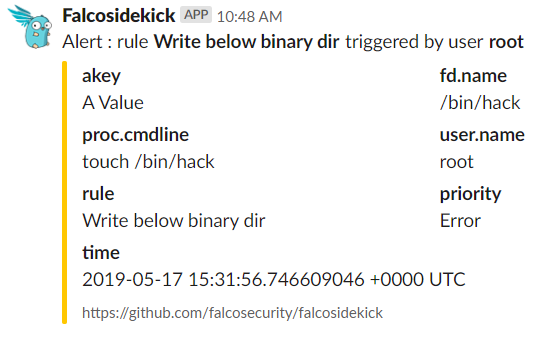 Falcosidekick APP 10:48 AM
Alert : rule Write below binary dir triggered by user root
akey fd.name
A Value /bin/hack
proc.cmdline user.name
touch /bin/hack root
rule priority
Write below binary dir Error
time
2019-05-17 15:31:56.746609046 +0000 UTC
https://github.com/falcosecurity/falcosidekick